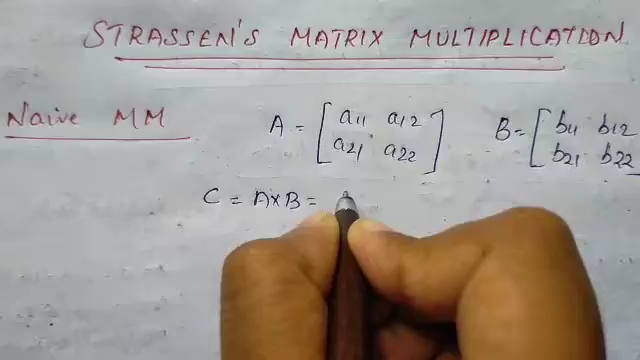 STRASSEN'S MATRIX MULTIPLICATION
Naive MM
A = [ a11 a12
a21 a22 ]
B = [ b11 b12
b21 b22
C = A×B =